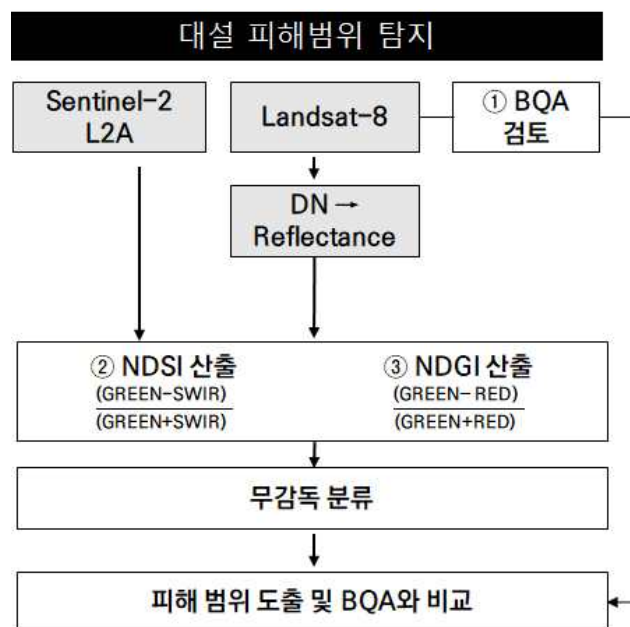 대설 피해범위 탐지
Sentinel-2
L2A
Landsat-8
① BQA
검토
DN →
Reflectance
② NDSI 산출
(GREEN-SWIR)
(GREEN+SWIR)
③ NDGI 산출
(GREEN-RED)
(GREEN+RED)
무감독 분류
피해 범위 도출 및 BQA와 비교